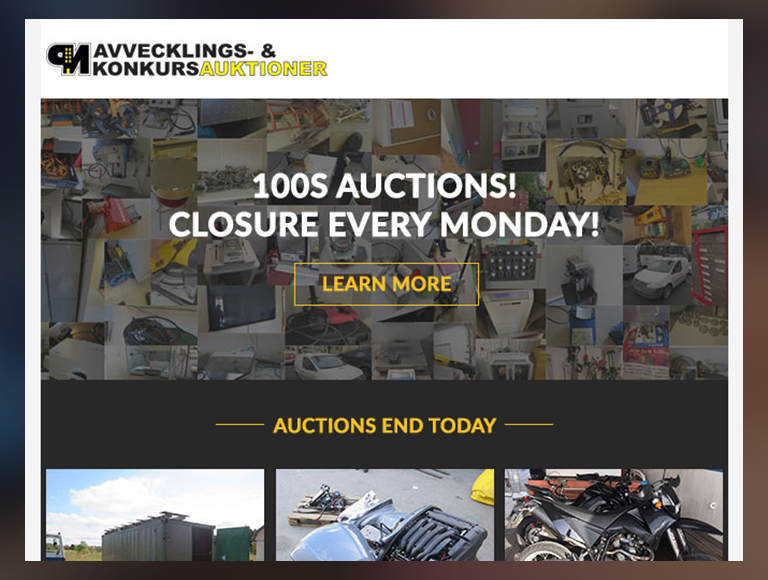 AVVECKLINGS- &
KONKURSAUKTIONER
100S AUCTIONS!
CLOSURE EVERY MONDAY!
LEARN MORE
AUCTIONS END TODAY